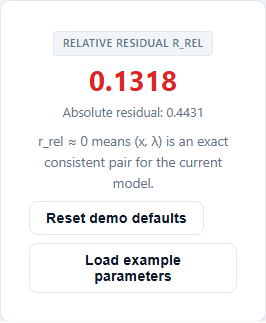 RELATIVE RESIDUAL R_REL
0.1318
Absolute residual: 0.4431
r_rel ≈ 0 means (x, λ) is an exact
consistent pair for the current
model.
Reset demo defaults
Load example
parameters